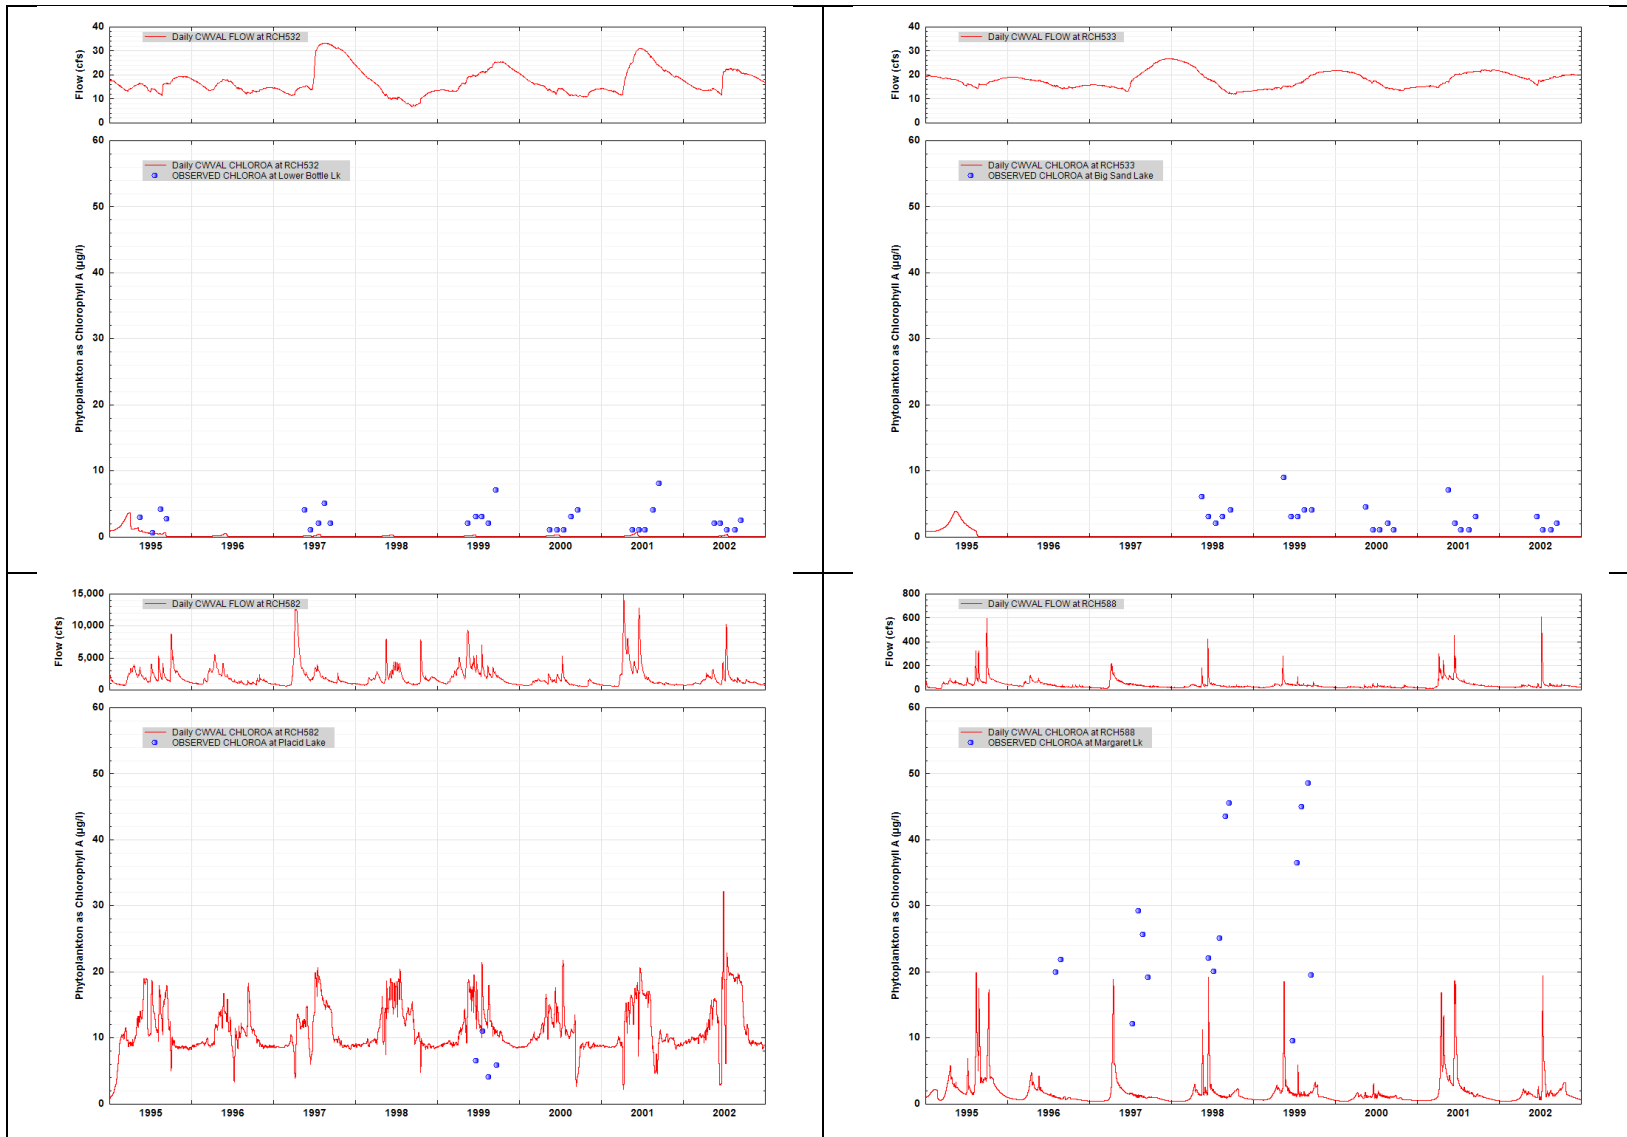 40
30
20
10
0
Flow (cfs)
Daily CWVAL FLOW at RCH532
60
50
40
30
20
10
0
Phytoplankton as Chlorophyll A (µg/l)
Daily CWVAL CHLOROA at RCH532
OBSERVED CHLOROA at Lower Bottle Lk
1995 1996 1997 1998 1999 2000 2001 2002
40
30
20
10
0
Flow (cfs)
Daily CWVAL FLOW at RCH533
60
50
40
30
20
10
0
Phytoplankton as Chlorophyll A (µg/l)
Daily CWVAL CHLOROA at RCH533
OBSERVED CHLOROA at Big Sand Lake
1995 1996 1997 1998 1999 2000 2001 2002
15,000
10,000
5,000
0
Flow (cfs)
Daily CWVAL FLOW at RCH582
60
50
40
30
20
10
0
Phytoplankton as Chlorophyll A (µg/l)
Daily CWVAL CHLOROA at RCH582
OBSERVED CHLOROA at Placid Lake
1995 1996 1997 1998 1999 2000 2001 2002
800
600
400
200
0
Flow (cfs)
Daily CWVAL FLOW at RCH588
60
50
40
30
20
10
0
Phytoplankton as Chlorophyll A (µg/l)
Daily CWVAL CHLOROA at RCH588
OBSERVED CHLOROA at Margaret Lk
1995 1996 1997 1998 1999 2000 2001 2002